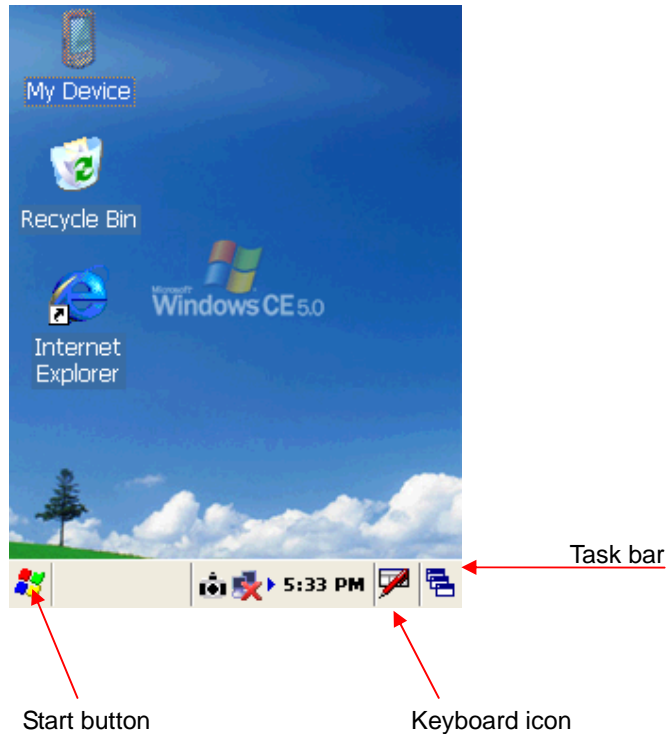 My Device
Recycle Bin
Microsoft
Windows CE 5.0
Internet
Explorer
Task bar
5:33 PM
Start button
Keyboard icon